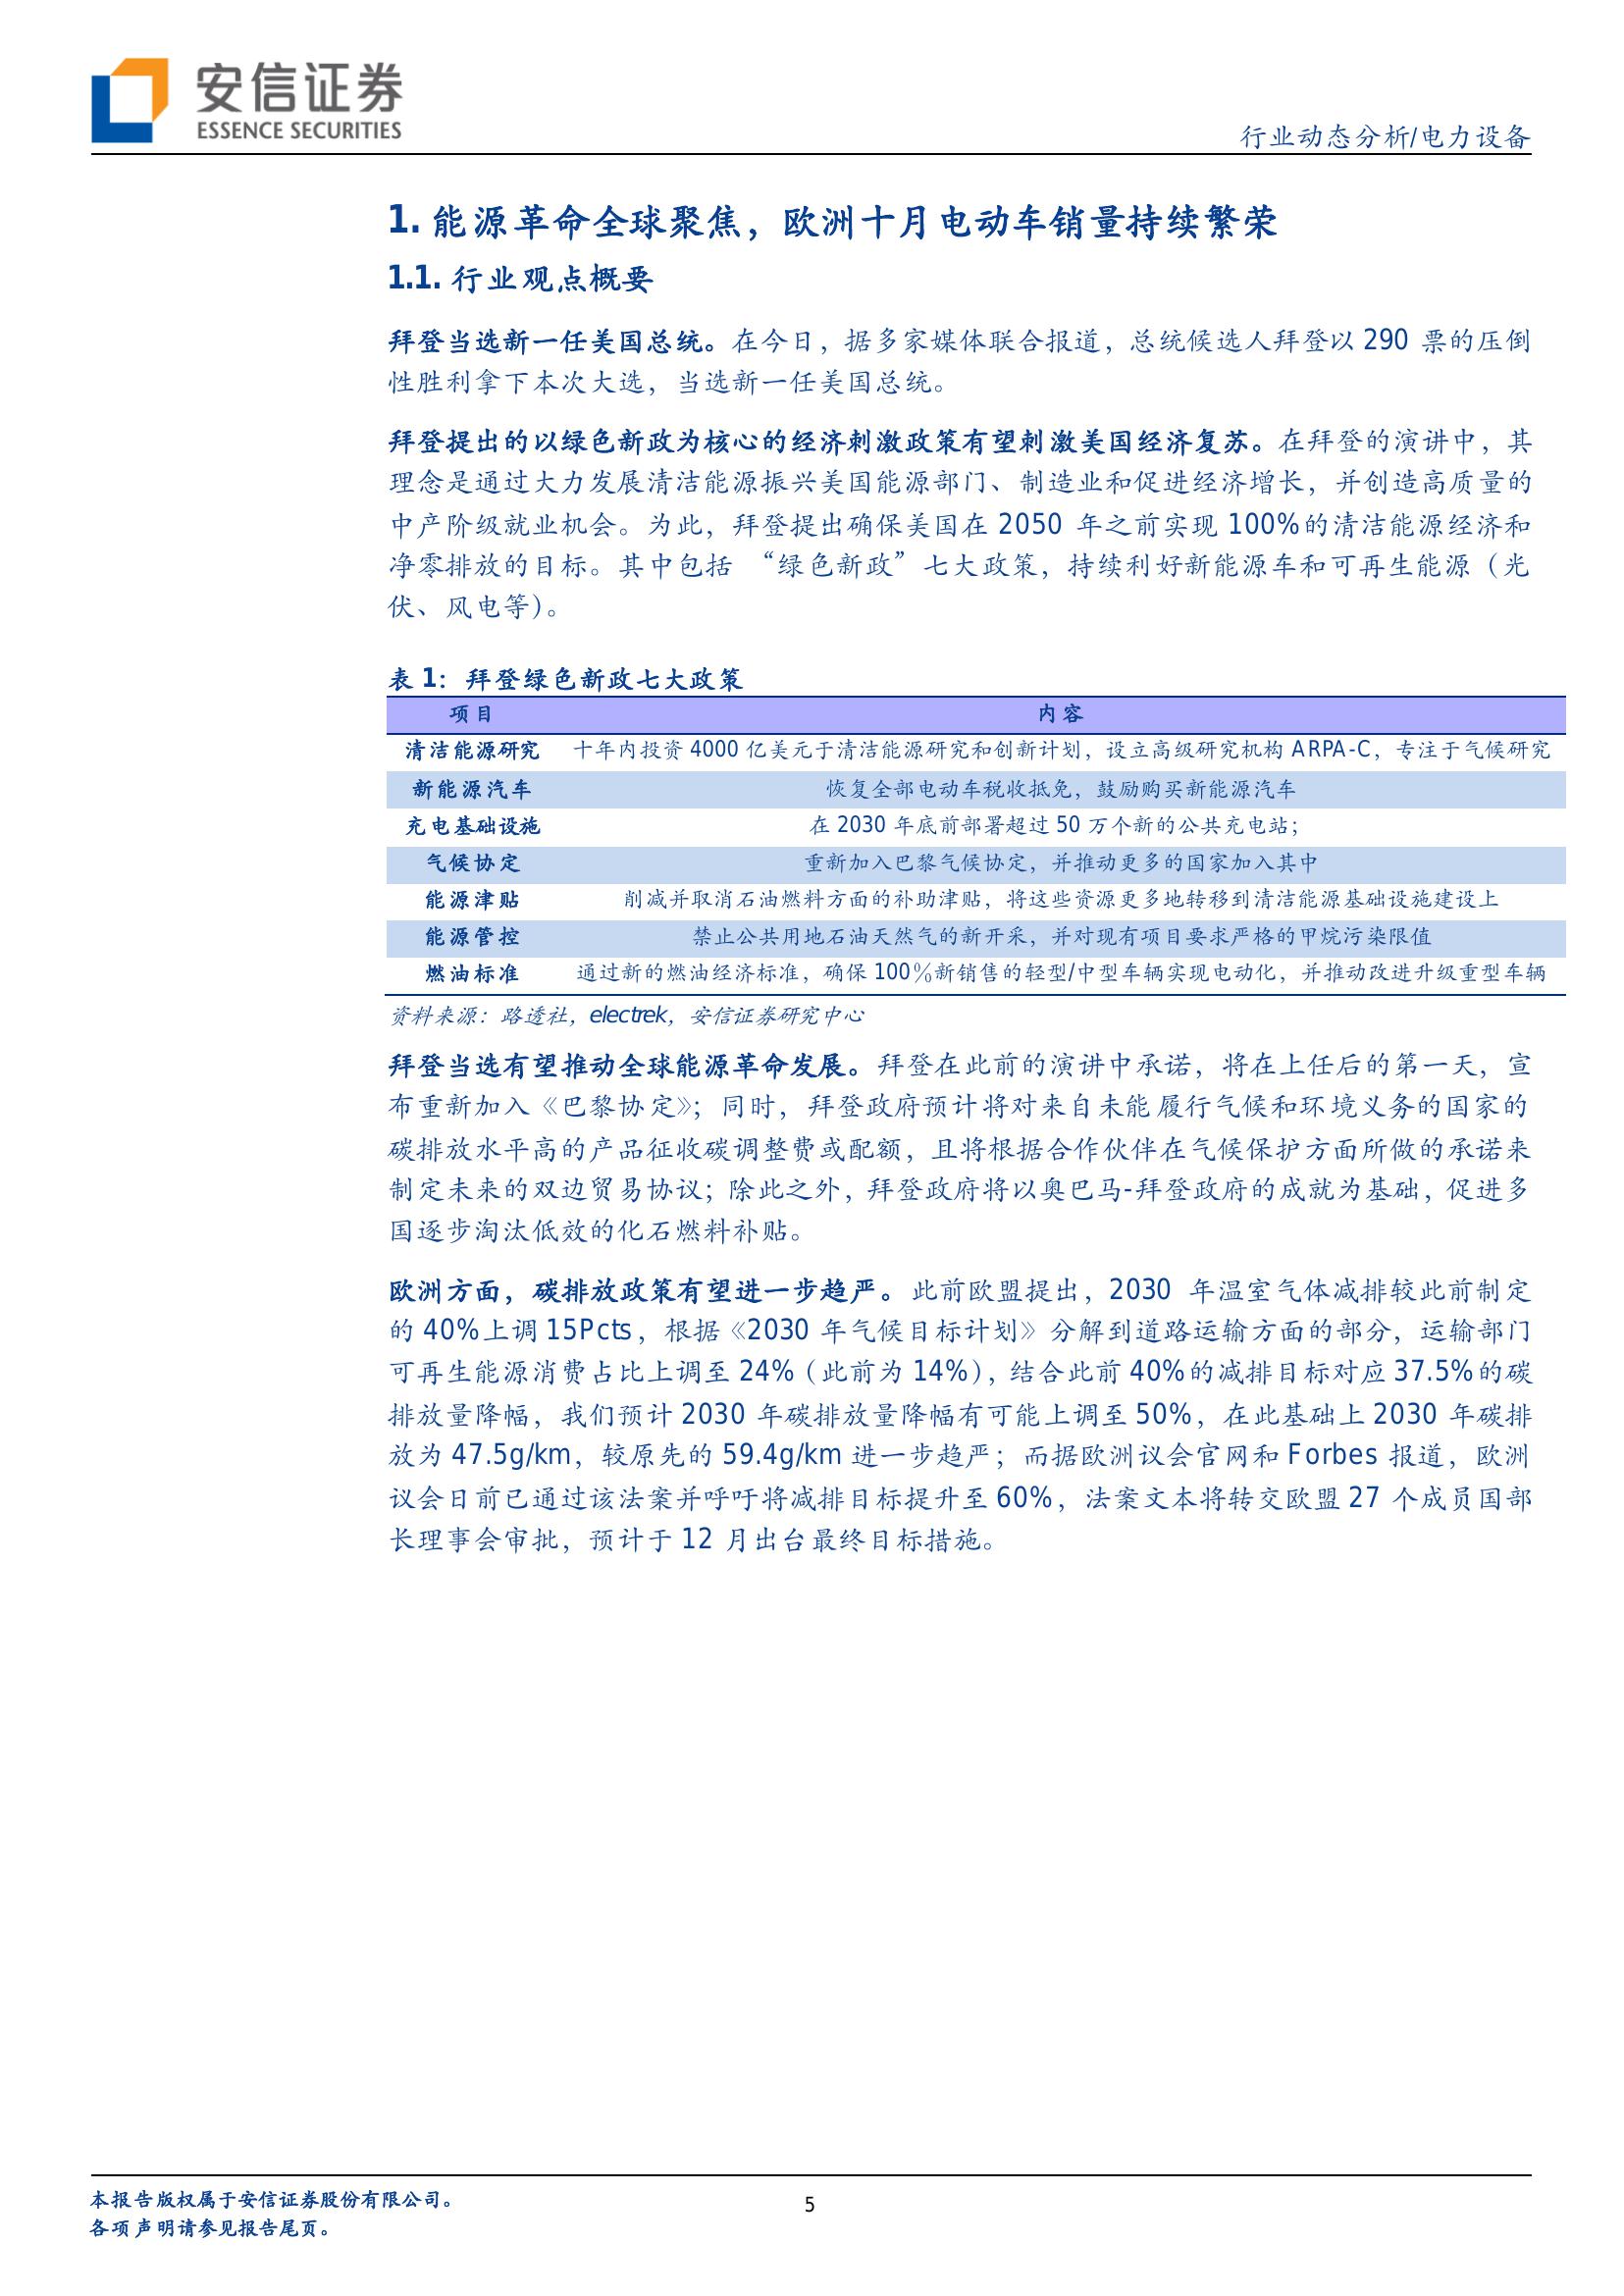 安信证券
ESSENCE SECURITIES
行业动态分析/电力设备
1. 能源革命全球聚焦，欧洲十月电动车销量持续繁荣
1.1. 行业观点概要
拜登当选新一任美国总统。在今日，据多家媒体联合报道，总统候选人拜登以 290 票的压倒
性胜利拿下本次大选，当选新一任美国总统。
拜登提出的以绿色新政为核心的经济刺激政策有望刺激美国经济复苏。在拜登的演讲中，其
理念是通过大力发展清洁能源振兴美国能源部门、制造业和促进经济增长，并创造高质量的
中产阶级就业机会。为此，拜登提出确保美国在 2050 年之前实现 100%的清洁能源经济和
净零排放的目标。其中包括 “绿色新政”七大政策，持续利好新能源车和可再生能源（光
伏、风电等）。
表 1：拜登绿色新政七大政策
项目 内容
清洁能源研究 十年内投资 4000 亿美元于清洁能源研究和创新计划，设立高级研究机构 ARPA-C，专注于气候研究
新能源汽车 恢复全部电动车税收抵免，鼓励购买新能源汽车
充电基础设施 在 2030 年底前部署超过 50 万个新的公共充电站；
气候协定 重新加入巴黎气候协定，并推动更多的国家加入其中
能源津贴 削减并取消石油燃料方面的补助津贴，将这些资源更多地转移到清洁能源基础设施建设上
能源管控 禁止公共用地石油天然气的新开采，并对现有项目要求严格的甲烷污染限值
燃油标准 通过新的燃油经济标准，确保 100%新销售的轻型/中型车辆实现电动化，并推动改进升级重型车辆
资料来源：路透社，electrek，安信证券研究中心
拜登当选有望推动全球能源革命发展。拜登在此前的演讲中承诺，将在上任后的第一天，宣
布重新加入《巴黎协定》；同时，拜登政府预计将对来自未能履行气候和环境义务的国家的
碳排放水平高的产品征收碳调整费或配额，且将根据合作伙伴在气候保护方面所做的承诺来
制定未来的双边贸易协议；除此之外，拜登政府将以奥巴马-拜登政府的成就为基础，促进多
国逐步淘汰低效的化石燃料补贴。
欧洲方面，碳排放政策有望进一步趋严。此前欧盟提出，2030 年温室气体减排较此前制定
的 40%上调 15Pcts，根据《2030 年气候目标计划》分解到道路运输方面的部分，运输部门
可再生能源消费占比上调至 24%（此前为 14%），结合此前 40%的减排目标对应 37.5%的碳
排放量降幅，我们预计 2030 年碳排放量降幅有可能上调至 50%，在此基础上 2030 年碳排
放为 47.5g/km，较原先的 59.4g/km 进一步趋严；而据欧洲议会官网和 Forbes 报道，欧洲
议会日前已通过该法案并呼吁将减排目标提升至 60%，法案文本将转交欧盟 27 个成员国部
长理事会审批，预计于 12 月出台最终目标措施。
本报告版权属于安信证券股份有限公司。
各项声明请参见报告尾页。
5